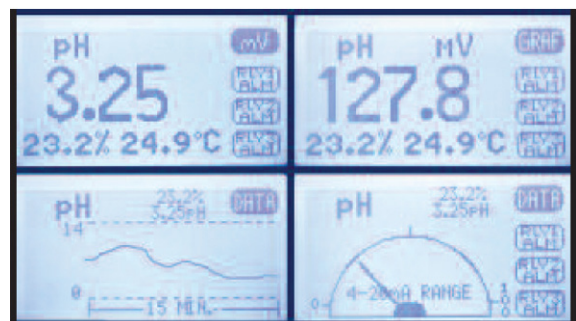 pH
mV
3.25
RLY1
ALM
RLY2
ALM
RLY3
ALM
23.2% 24.9°C
pH mV
GRAF
127.8
RLY1
ALM
RLY2
ALM
RLY3
ALM
23.2% 24.9°C
pH
23.2%
3.25pH
DATA
14
0
15 MIN.
pH
23.2%
3.25pH
DATA
RLY1
ALM
RLY2
ALM
RLY3
ALM
4-20mA RANGE
0
100